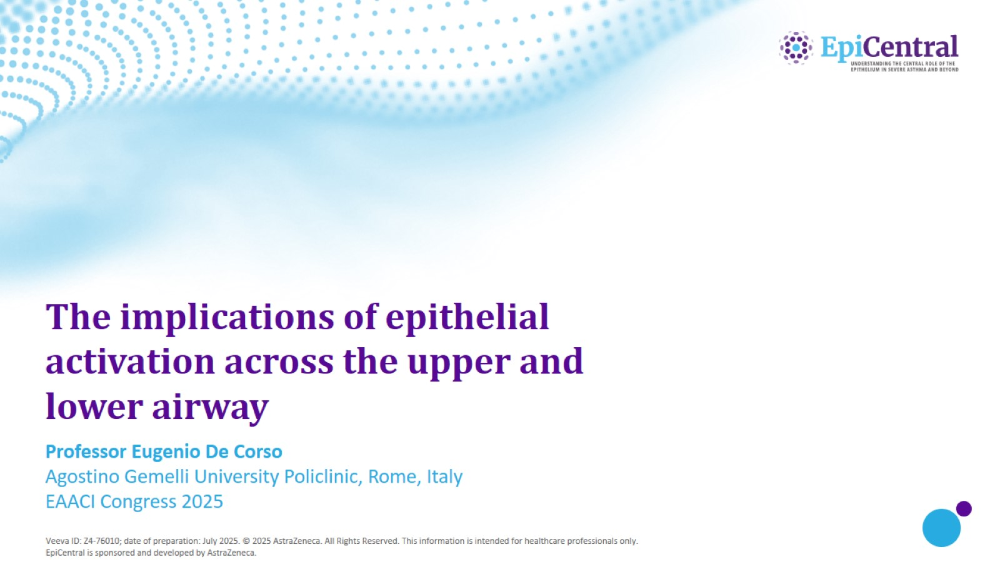 EpiCentral
UNDERSTANDING THE CENTRAL ROLE OF THE
EPITHELIUM IN SEVERE ASTHMA AND BEYOND
The implications of epithelial
activation across the upper and
lower airway
Professor Eugenio De Corso
Agostino Gemelli University Policlinic, Rome, Italy
EAACI Congress 2025
Veeva ID: Z4-76010; date of preparation: July 2025. © 2025 AstraZeneca. All Rights Reserved. This information is intended for healthcare professionals only.
EpiCentral is sponsored and developed by AstraZeneca.